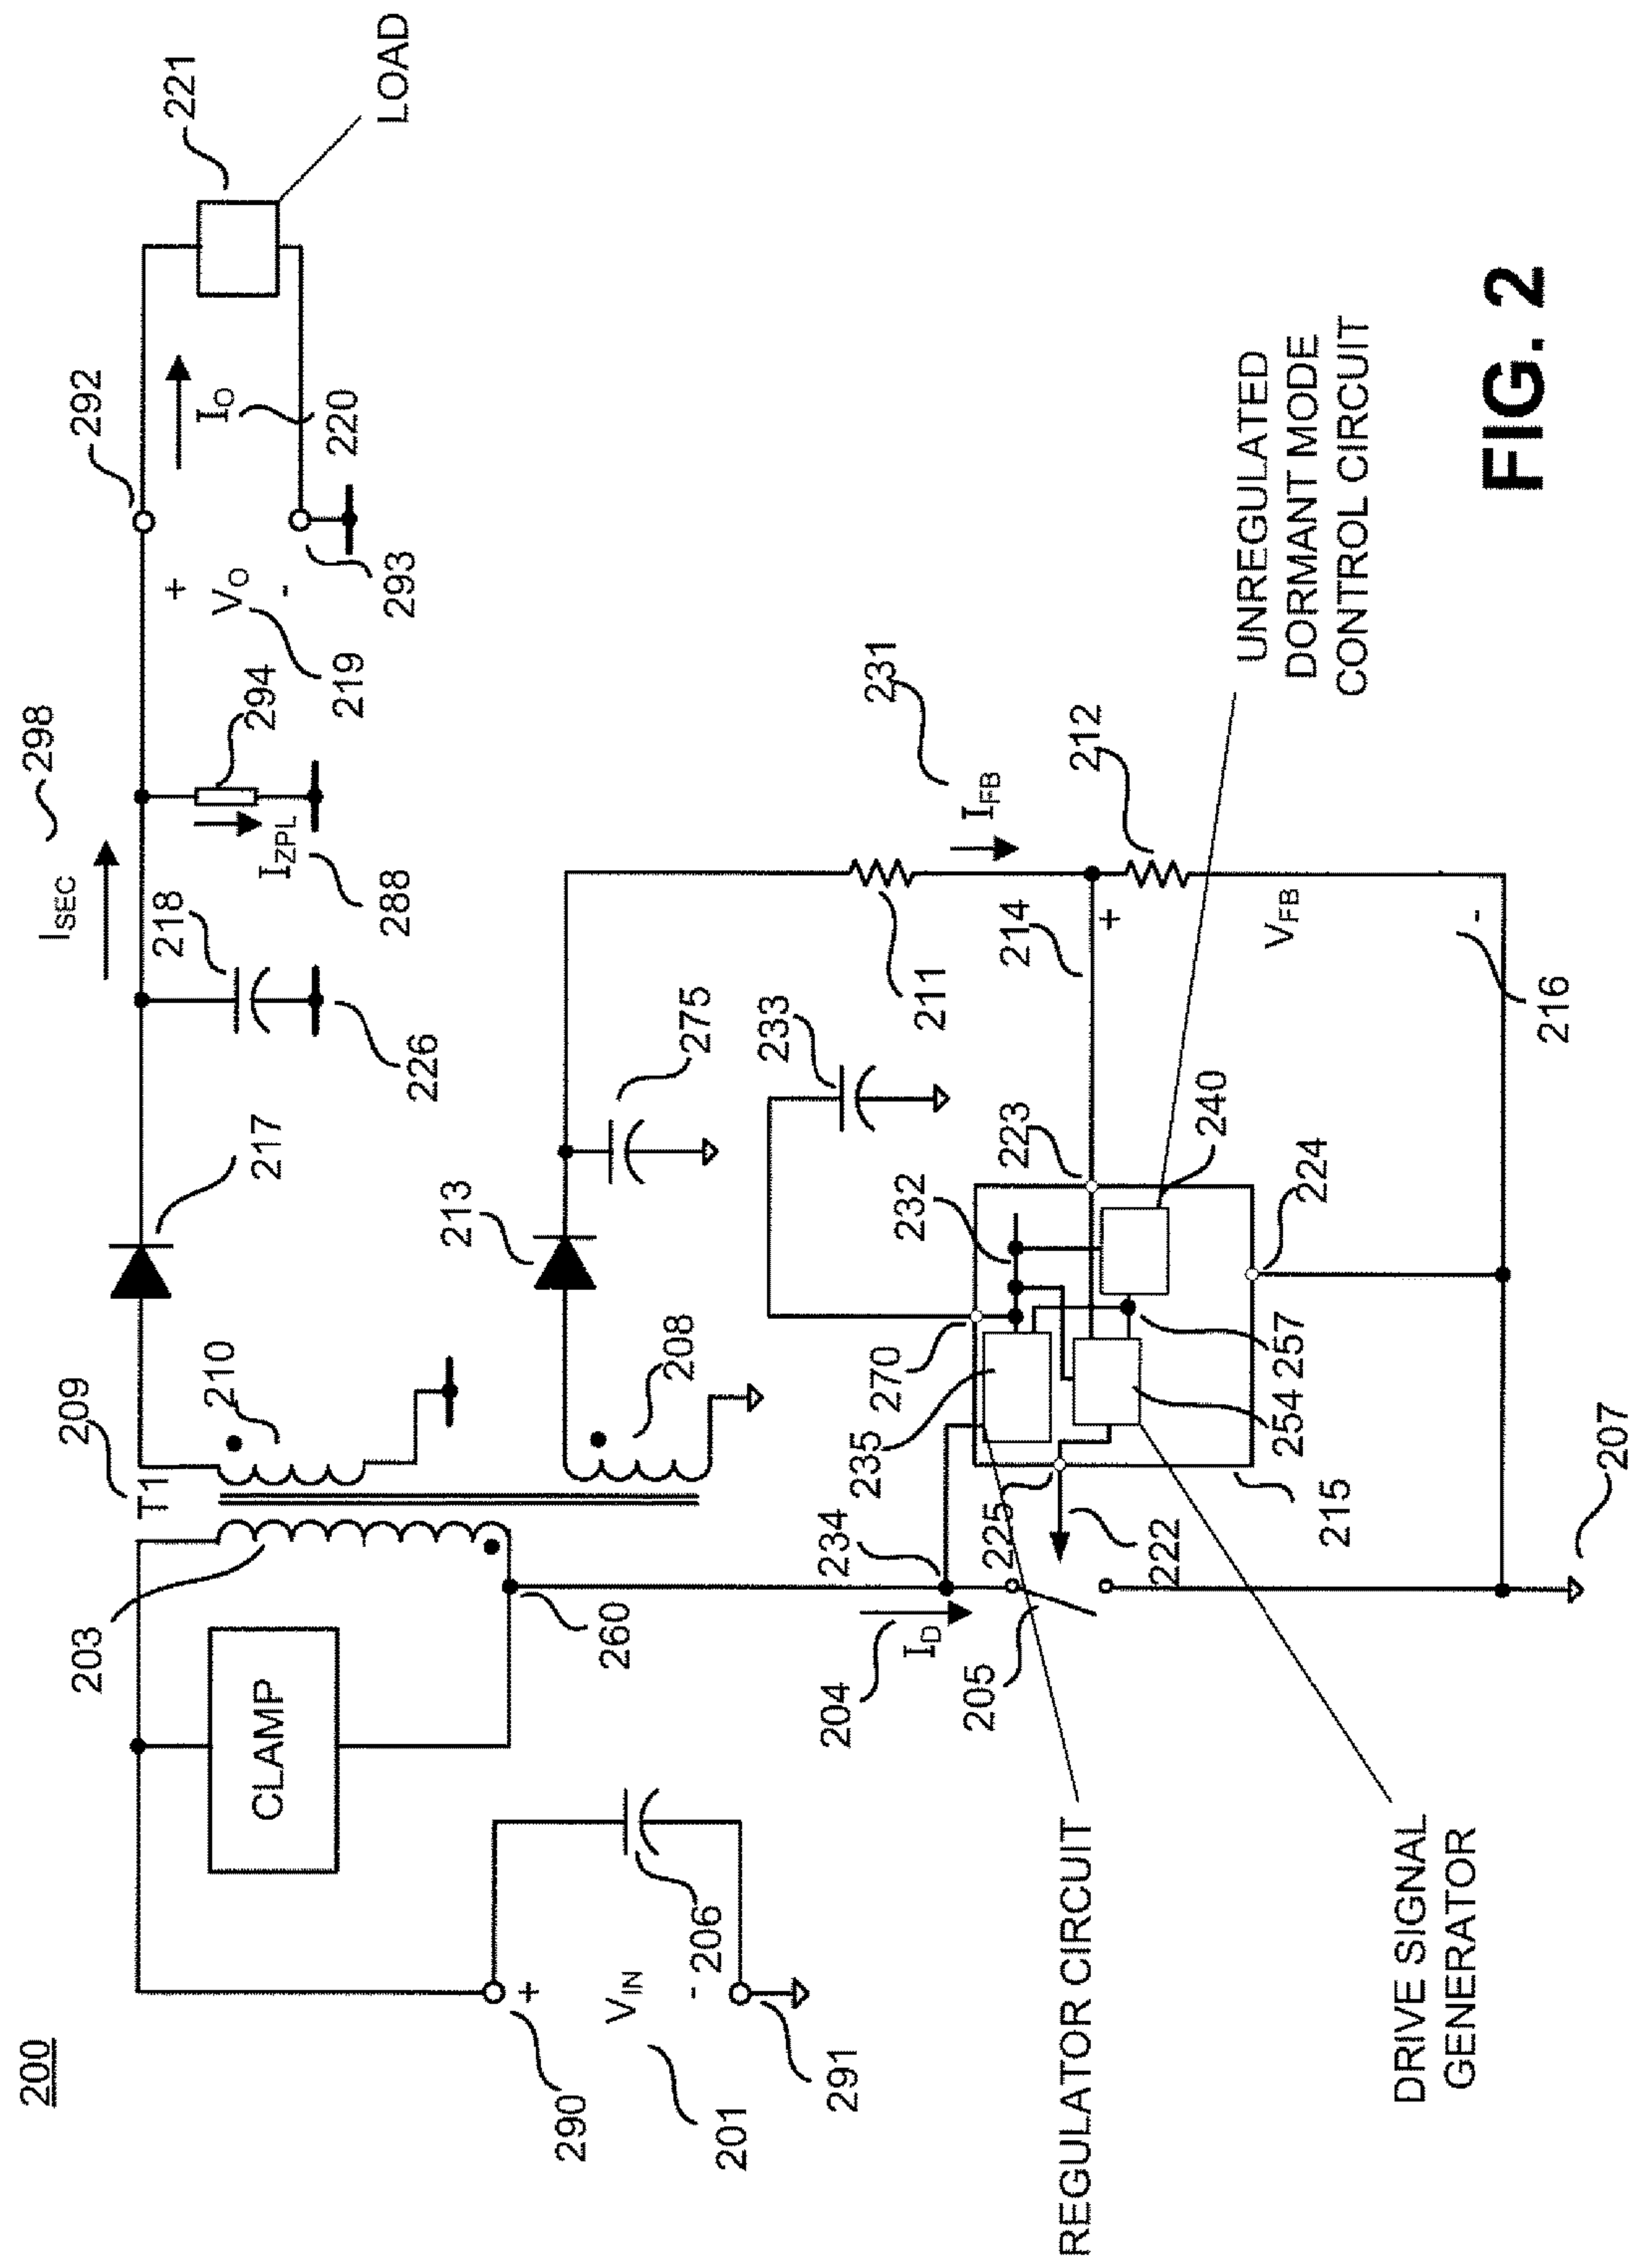 200
T1
209
210
217
226
218
288
ISEC
298
IZPL
294
219
+
VO
-
293
292
IO
220
221
LOAD
203
CLAMP
260
208
213
275
233
211
290
+
VIN
201
-
206
291
204
ID
234
235
270
232
223
214
231
IFB
+
212
VFB
-
216
205
225
222
254
257
240
215
224
207
UNREGULATED
DORMANT MODE
CONTROL CIRCUIT
REGULATOR CIRCUIT
DRIVE SIGNAL
GENERATOR
FIG. 2